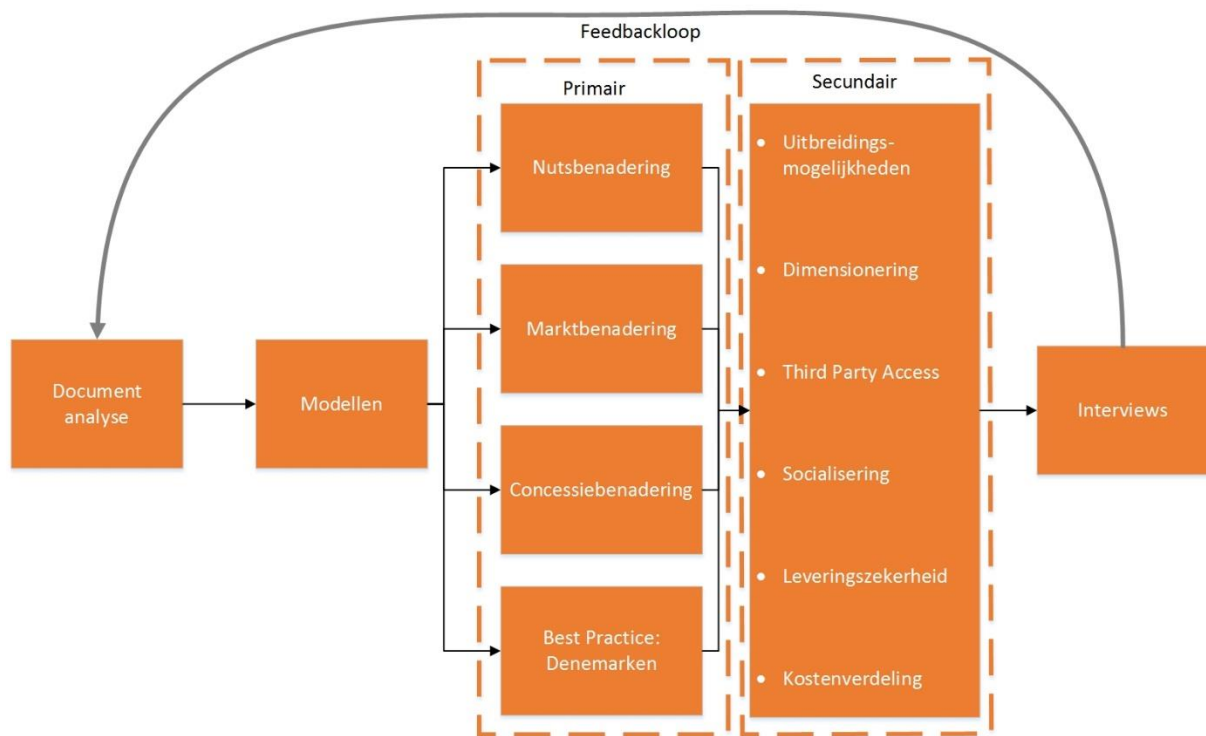 Feedbackloop
Primair
Secundair
Document
analyse
Modellen
Nutsbenadering
Marktbenadering
Concessiebenadering
Best Practice:
Denemarken
• Uitbreidings-
mogelijkheden
• Dimensionering
• Third Party Access
• Socialisering
• Leveringszekerheid
• Kostenverdeling
Interviews